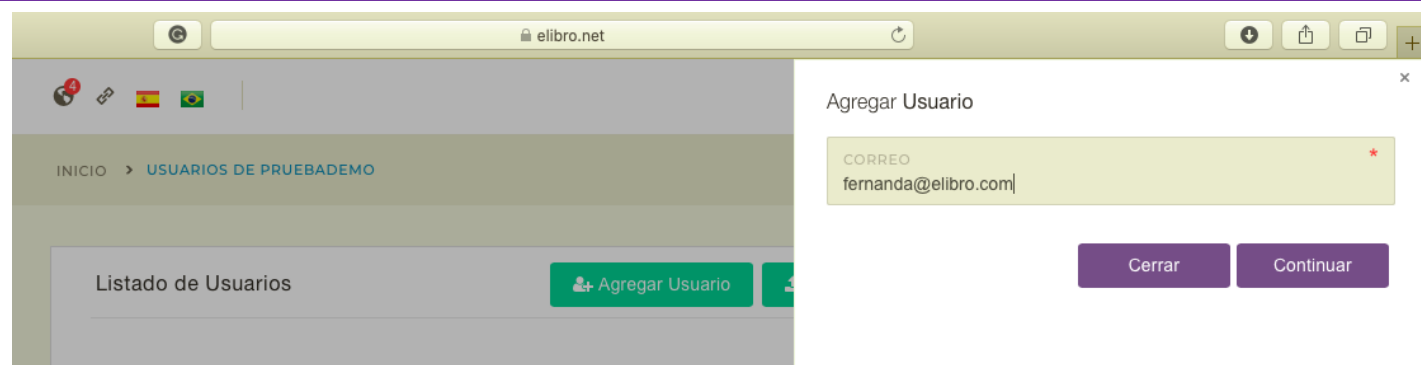 elibro.net
4
INICIO > USUARIOS DE PRUEBADEMO
Listado de Usuarios
Agregar Usuario
Agregar Usuario
CORREO *
fernanda@elibro.com
Cerrar
Continuar